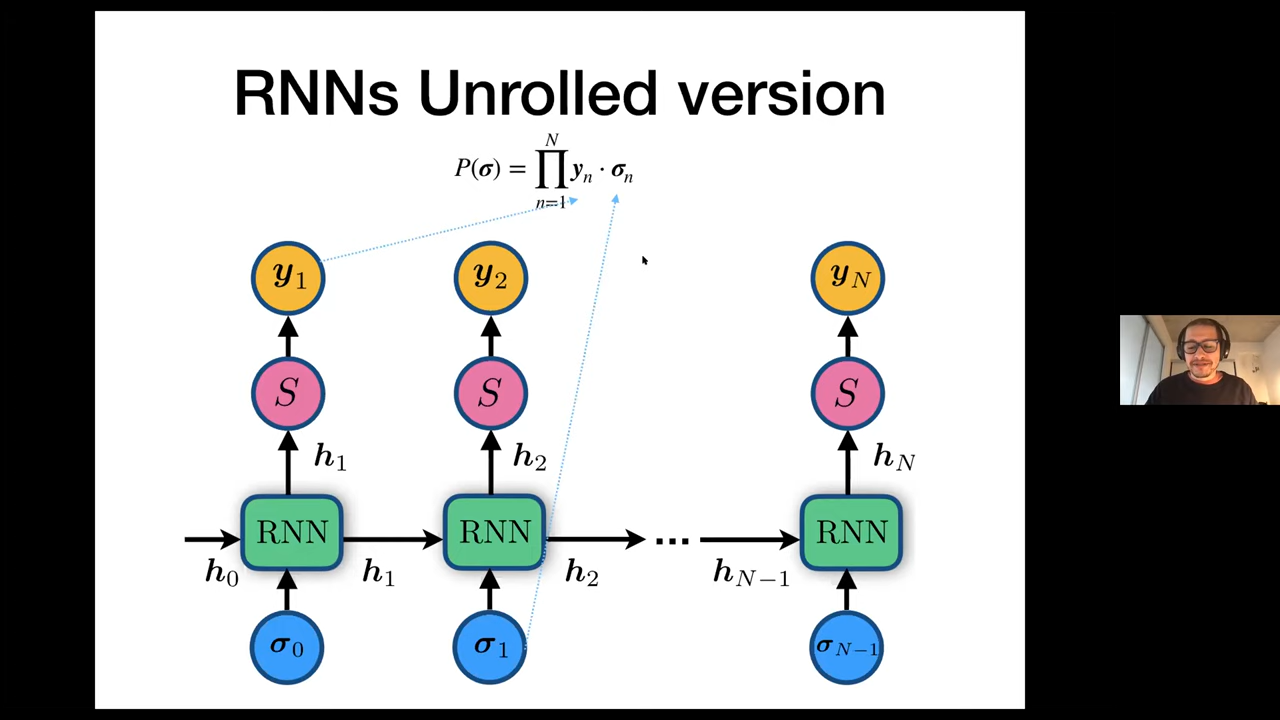 RNNs Unrolled version
P(σ) = ∏_{n=1}^{N} y_n · σ_n
y_1 y_2 y_N
S S S
h_1 h_2 h_N
RNN RNN ... RNN
h_0 h_1 h_2 h_{N−1}
σ_0 σ_1 σ_{N−1}